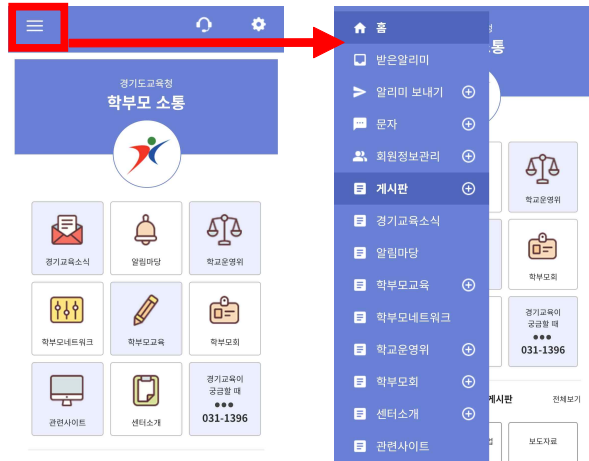 경기도교육청
학부모 소통
경기교육소식
알림마당
학교운영위
학부모네트워크
학부모교육
학부모회
관련사이트
센터소개
경기교육이
궁금할 때
031-1396
홈
받은알리미
알리미 보내기
문자
회원정보관리
게시판
경기교육소식
알림마당
학부모교육
학부모네트워크
학교운영위
학부모회
센터소개
관련사이트
통
학교운영위
학부모회
경기교육이
궁금할 때
031-1396
게시판
전체보기
보도자료